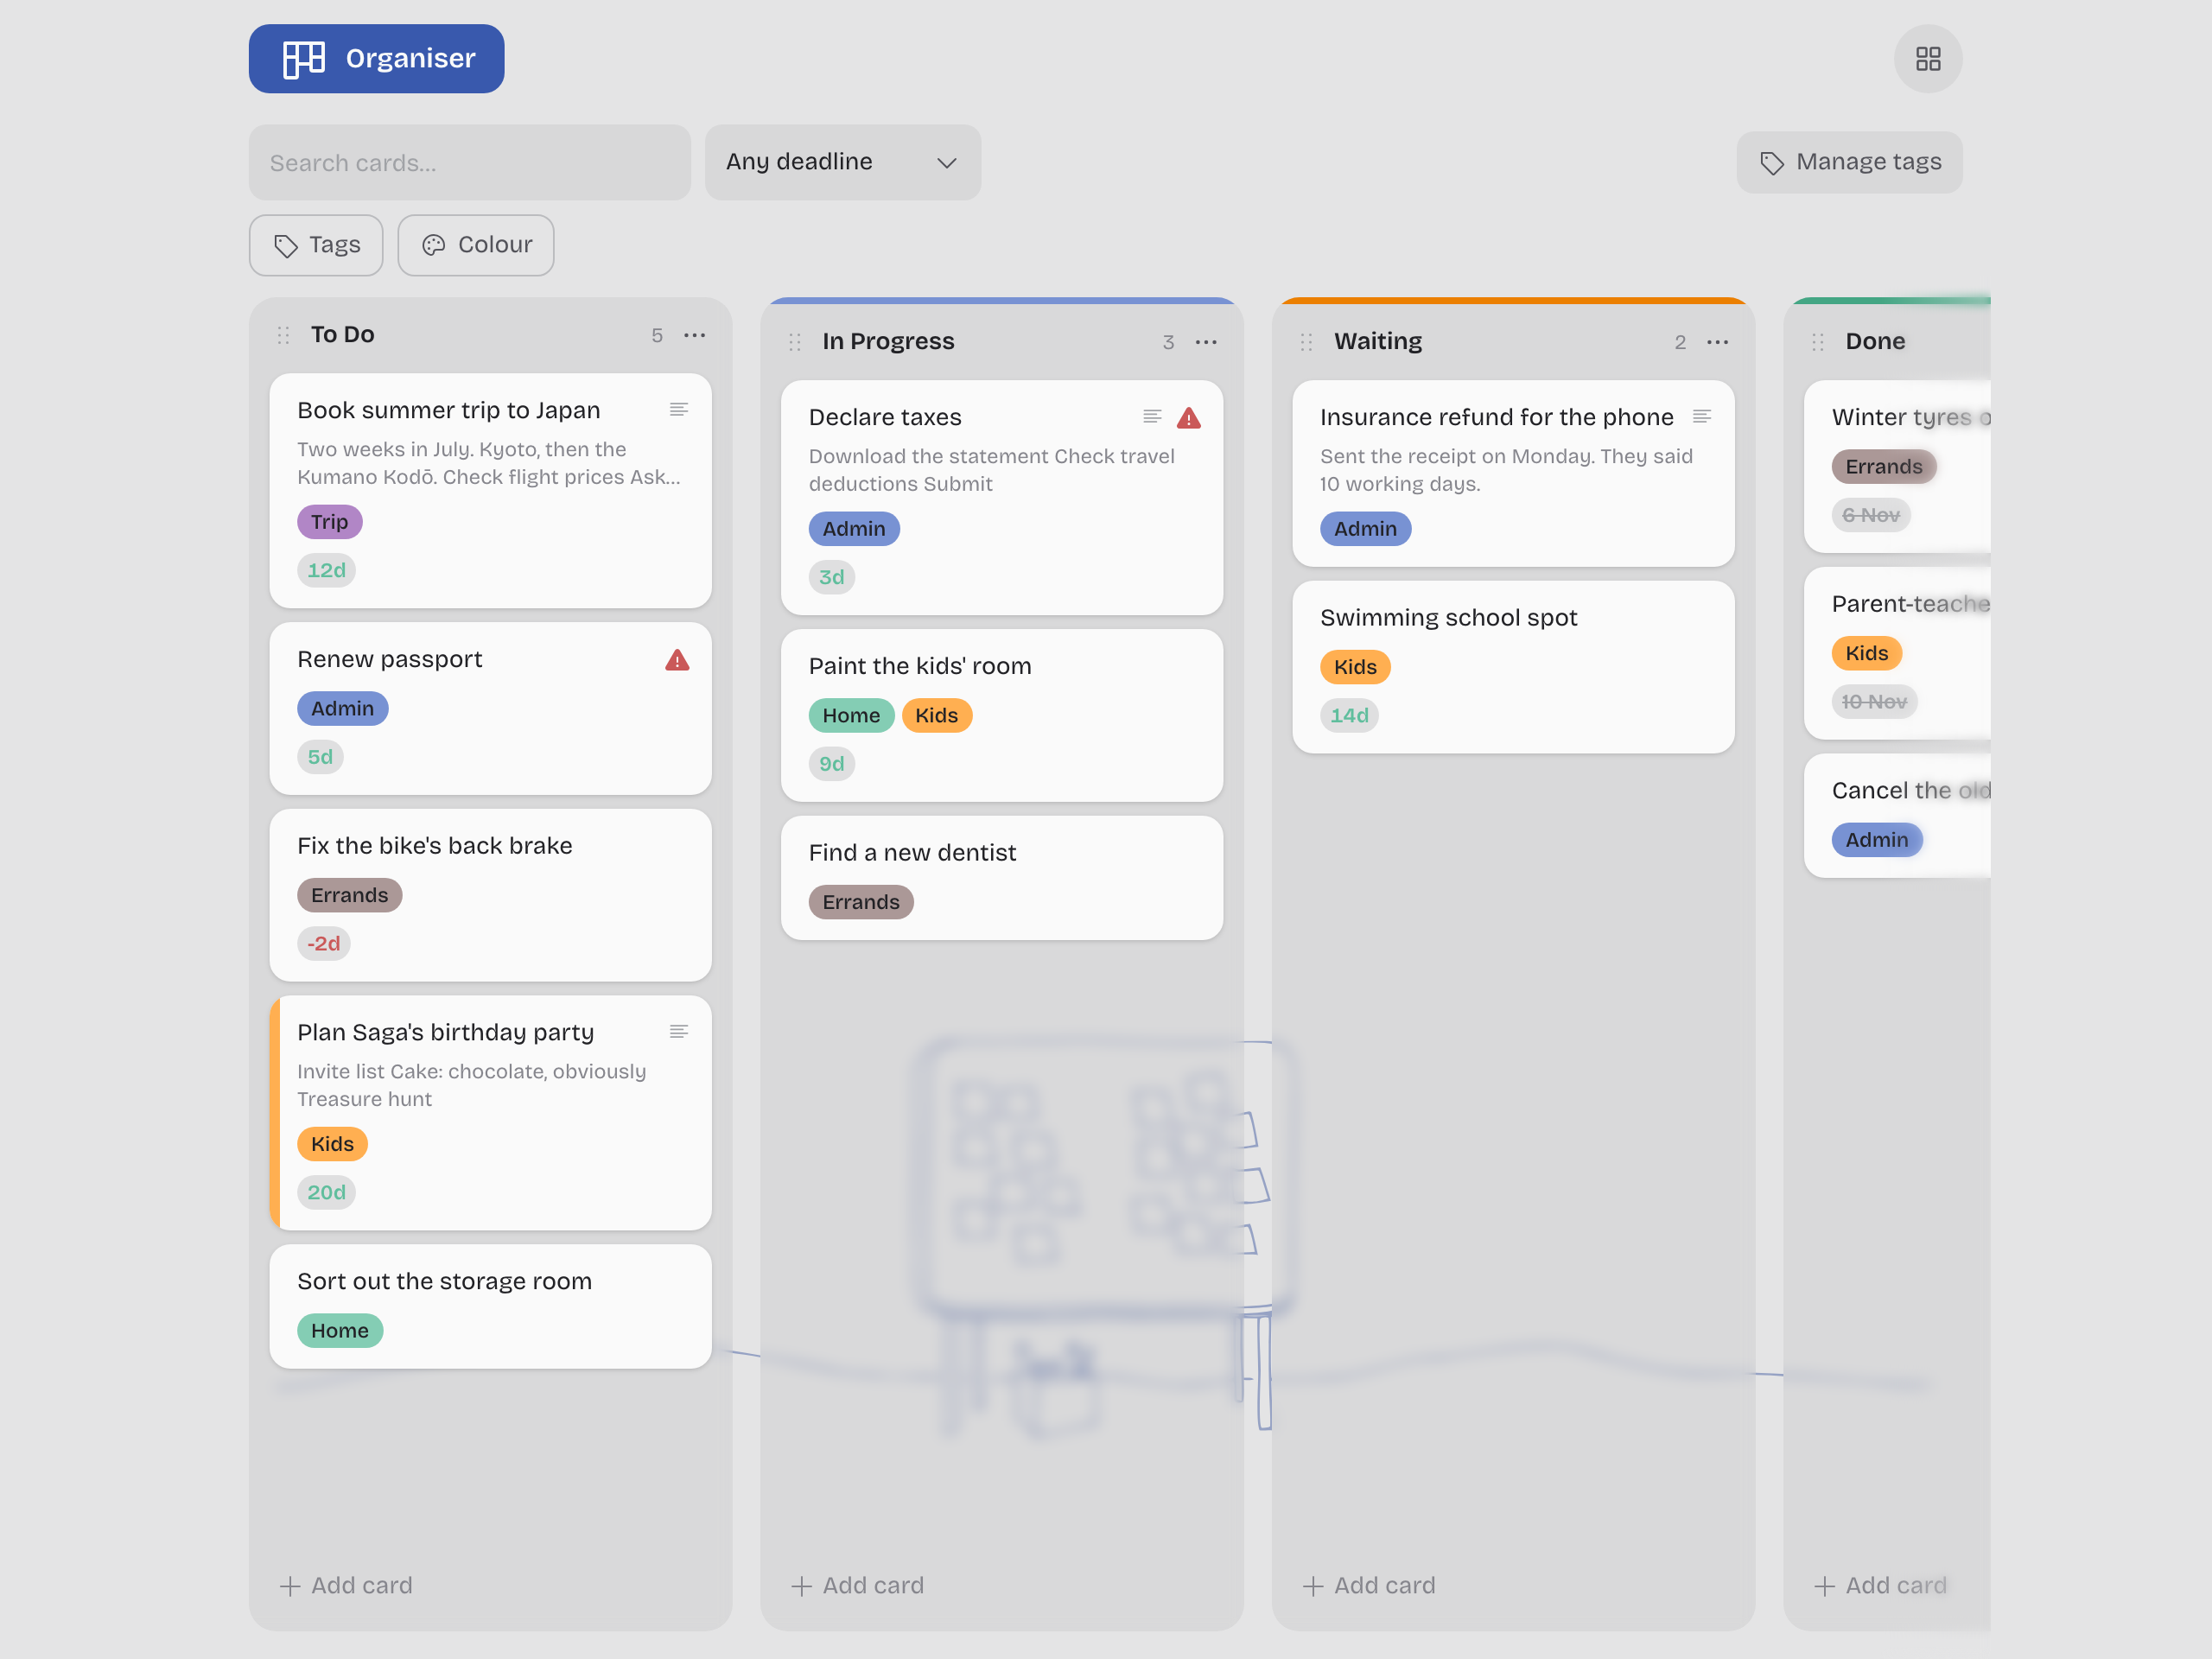 Organiser
Search cards...
Any deadline
Manage tags
Tags
Colour
To Do
5
Book summer trip to Japan
Two weeks in July. Kyoto, then the
Kumano Kodō. Check flight prices Ask...
Trip
12d
Renew passport
Admin
5d
Fix the bike's back brake
Errands
-2d
Plan Saga's birthday party
Invite list Cake: chocolate, obviously
Treasure hunt
Kids
20d
Sort out the storage room
Home
Add card
In Progress
3
Declare taxes
Download the statement Check travel
deductions Submit
Admin
3d
Paint the kids' room
Home Kids
9d
Find a new dentist
Errands
Add card
Waiting
2
Insurance refund for the phone
Sent the receipt on Monday. They said
10 working days.
Admin
Swimming school spot
Kids
14d
Add card
Done
Winter tyres
Errands
6 Nov
Parent-teache
Kids
10 Nov
Cancel the old
Admin
Add card